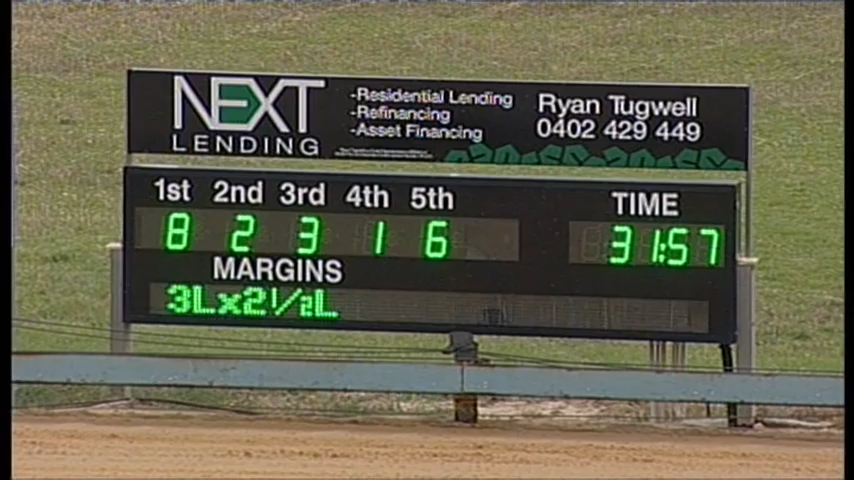 NEXT
LENDING
-Residential Lending
-Refinancing
-Asset Financing
Ryan Tugwell
0402 429 449
1st 2nd 3rd 4th 5th TIME
8 2 3 1 6 31:57
MARGINS
3Lx2½L